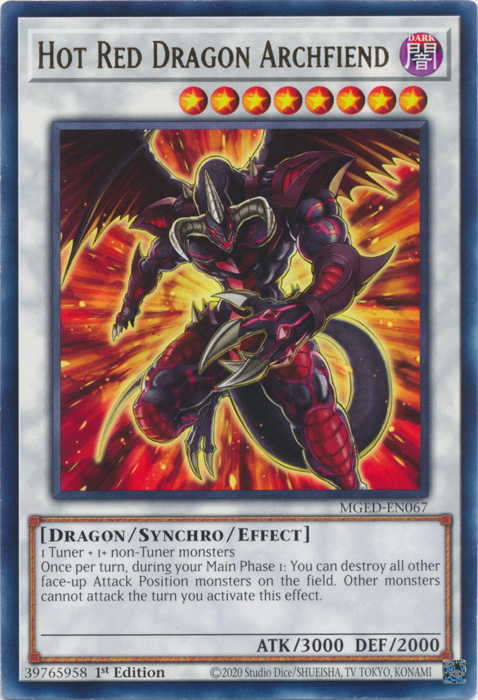 Hot Red Dragon Archfiend
DARK
闇
MGED-EN067
[Dragon/Synchro/Effect]
1 Tuner + 1+ non-Tuner monsters
Once per turn, during your Main Phase 1: You can destroy all other
face-up Attack Position monsters on the field. Other monsters
cannot attack the turn you activate this effect.
ATK/3000 DEF/2000
39765958 1st Edition ©2020 Studio Dice/SHUEISHA, TV TOKYO, KONAMI